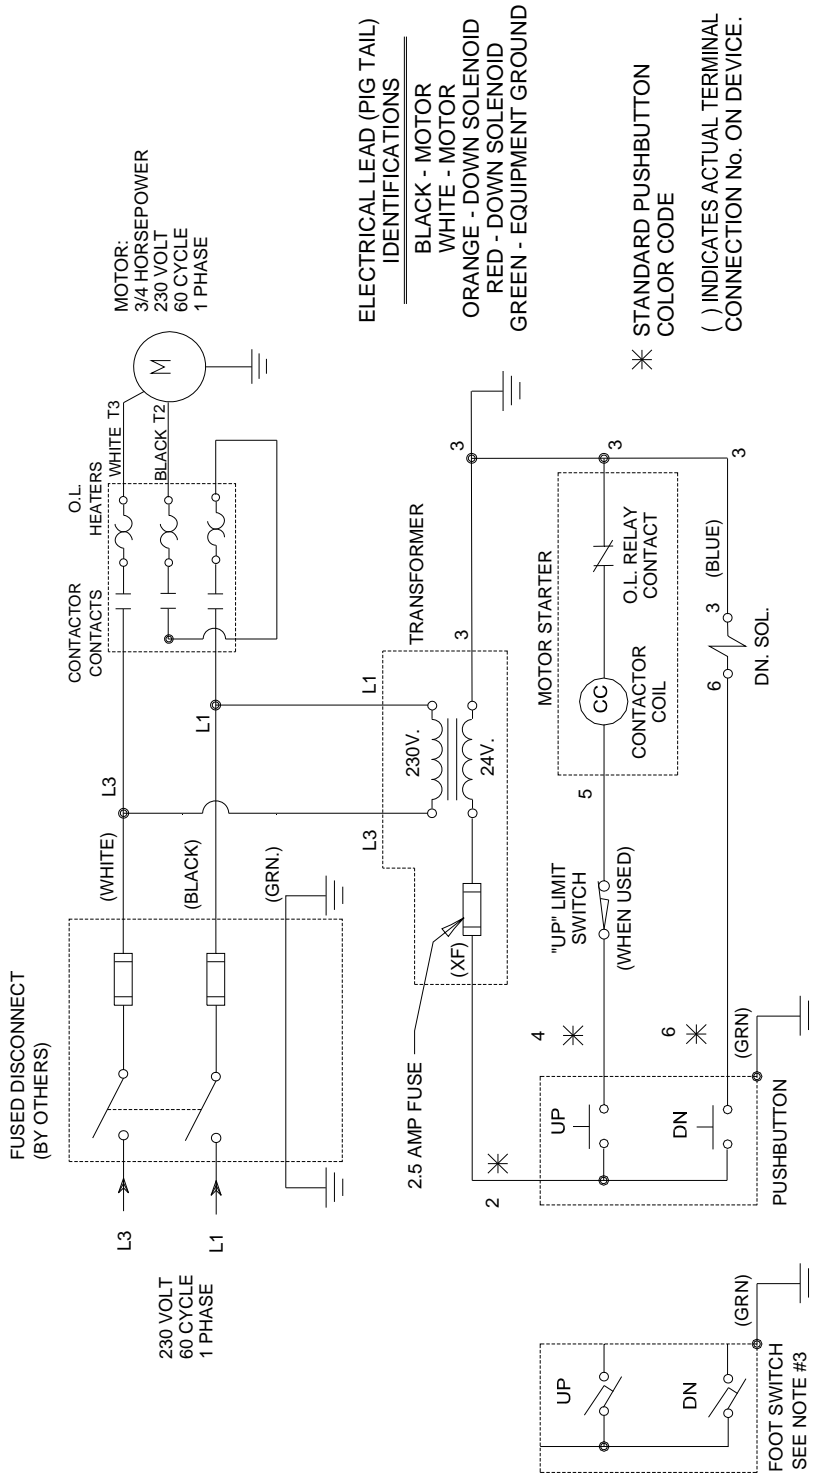 FUSED DISCONNECT
(BY OTHERS)
230 VOLT
60 CYCLE
1 PHASE
L3
L1
(WHITE)
(BLACK)
(GRN.)
L3
L1
CONTACTOR
CONTACTS
O.L.
HEATERS
WHITE T3
BLACK T2
M
MOTOR:
3/4 HORSEPOWER
230 VOLT
60 CYCLE
1 PHASE
ELECTRICAL LEAD (PIG TAIL)
IDENTIFICATIONS
BLACK - MOTOR
WHITE - MOTOR
ORANGE - DOWN SOLENOID
RED - DOWN SOLENOID
GREEN - EQUIPMENT GROUND
L3
L1
TRANSFORMER
230V.
24V.
(XF)
2.5 AMP FUSE
3
3
2
MOTOR STARTER
CC
CONTACTOR
COIL
O.L. RELAY
CONTACT
3
5
"UP" LIMIT
SWITCH
(WHEN USED)
4
6
6
3
(BLUE)
3
DN. SOL.
UP
DN
PUSHBUTTON
(GRN)
UP
DN
FOOT SWITCH
SEE NOTE #3
(GRN)
STANDARD PUSHBUTTON
COLOR CODE
( ) INDICATES ACTUAL TERMINAL
CONNECTION No. ON DEVICE.